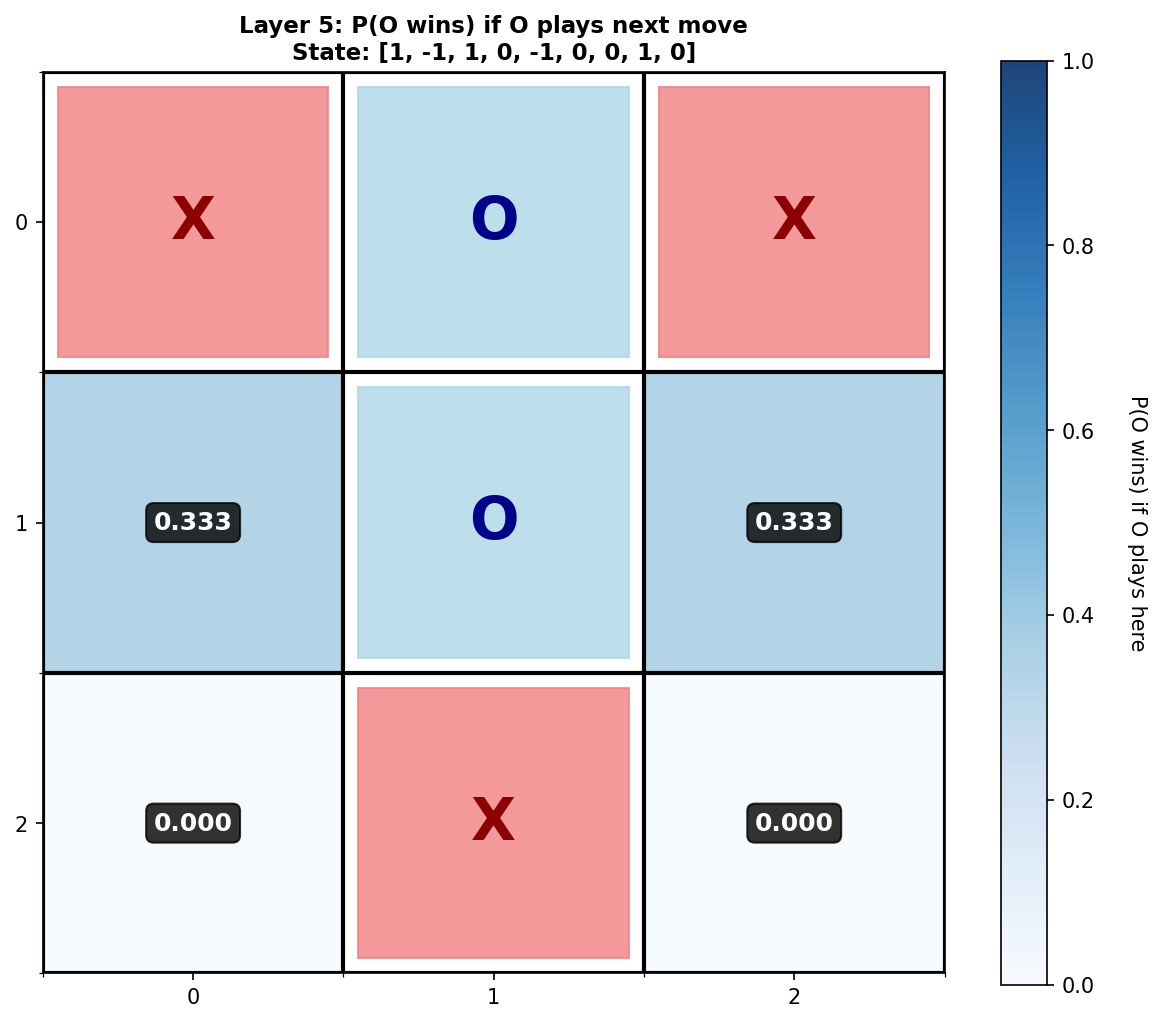 Layer 5: P(O wins) if O plays next move
State: [1, -1, 1, 0, -1, 0, 0, 1, 0]
0
X
O
X
1
0.333
O
0.333
2
0.000
X
0.000
0
1
2
1.0
0.8
0.6
0.4
0.2
0.0
P(O wins) if O plays here